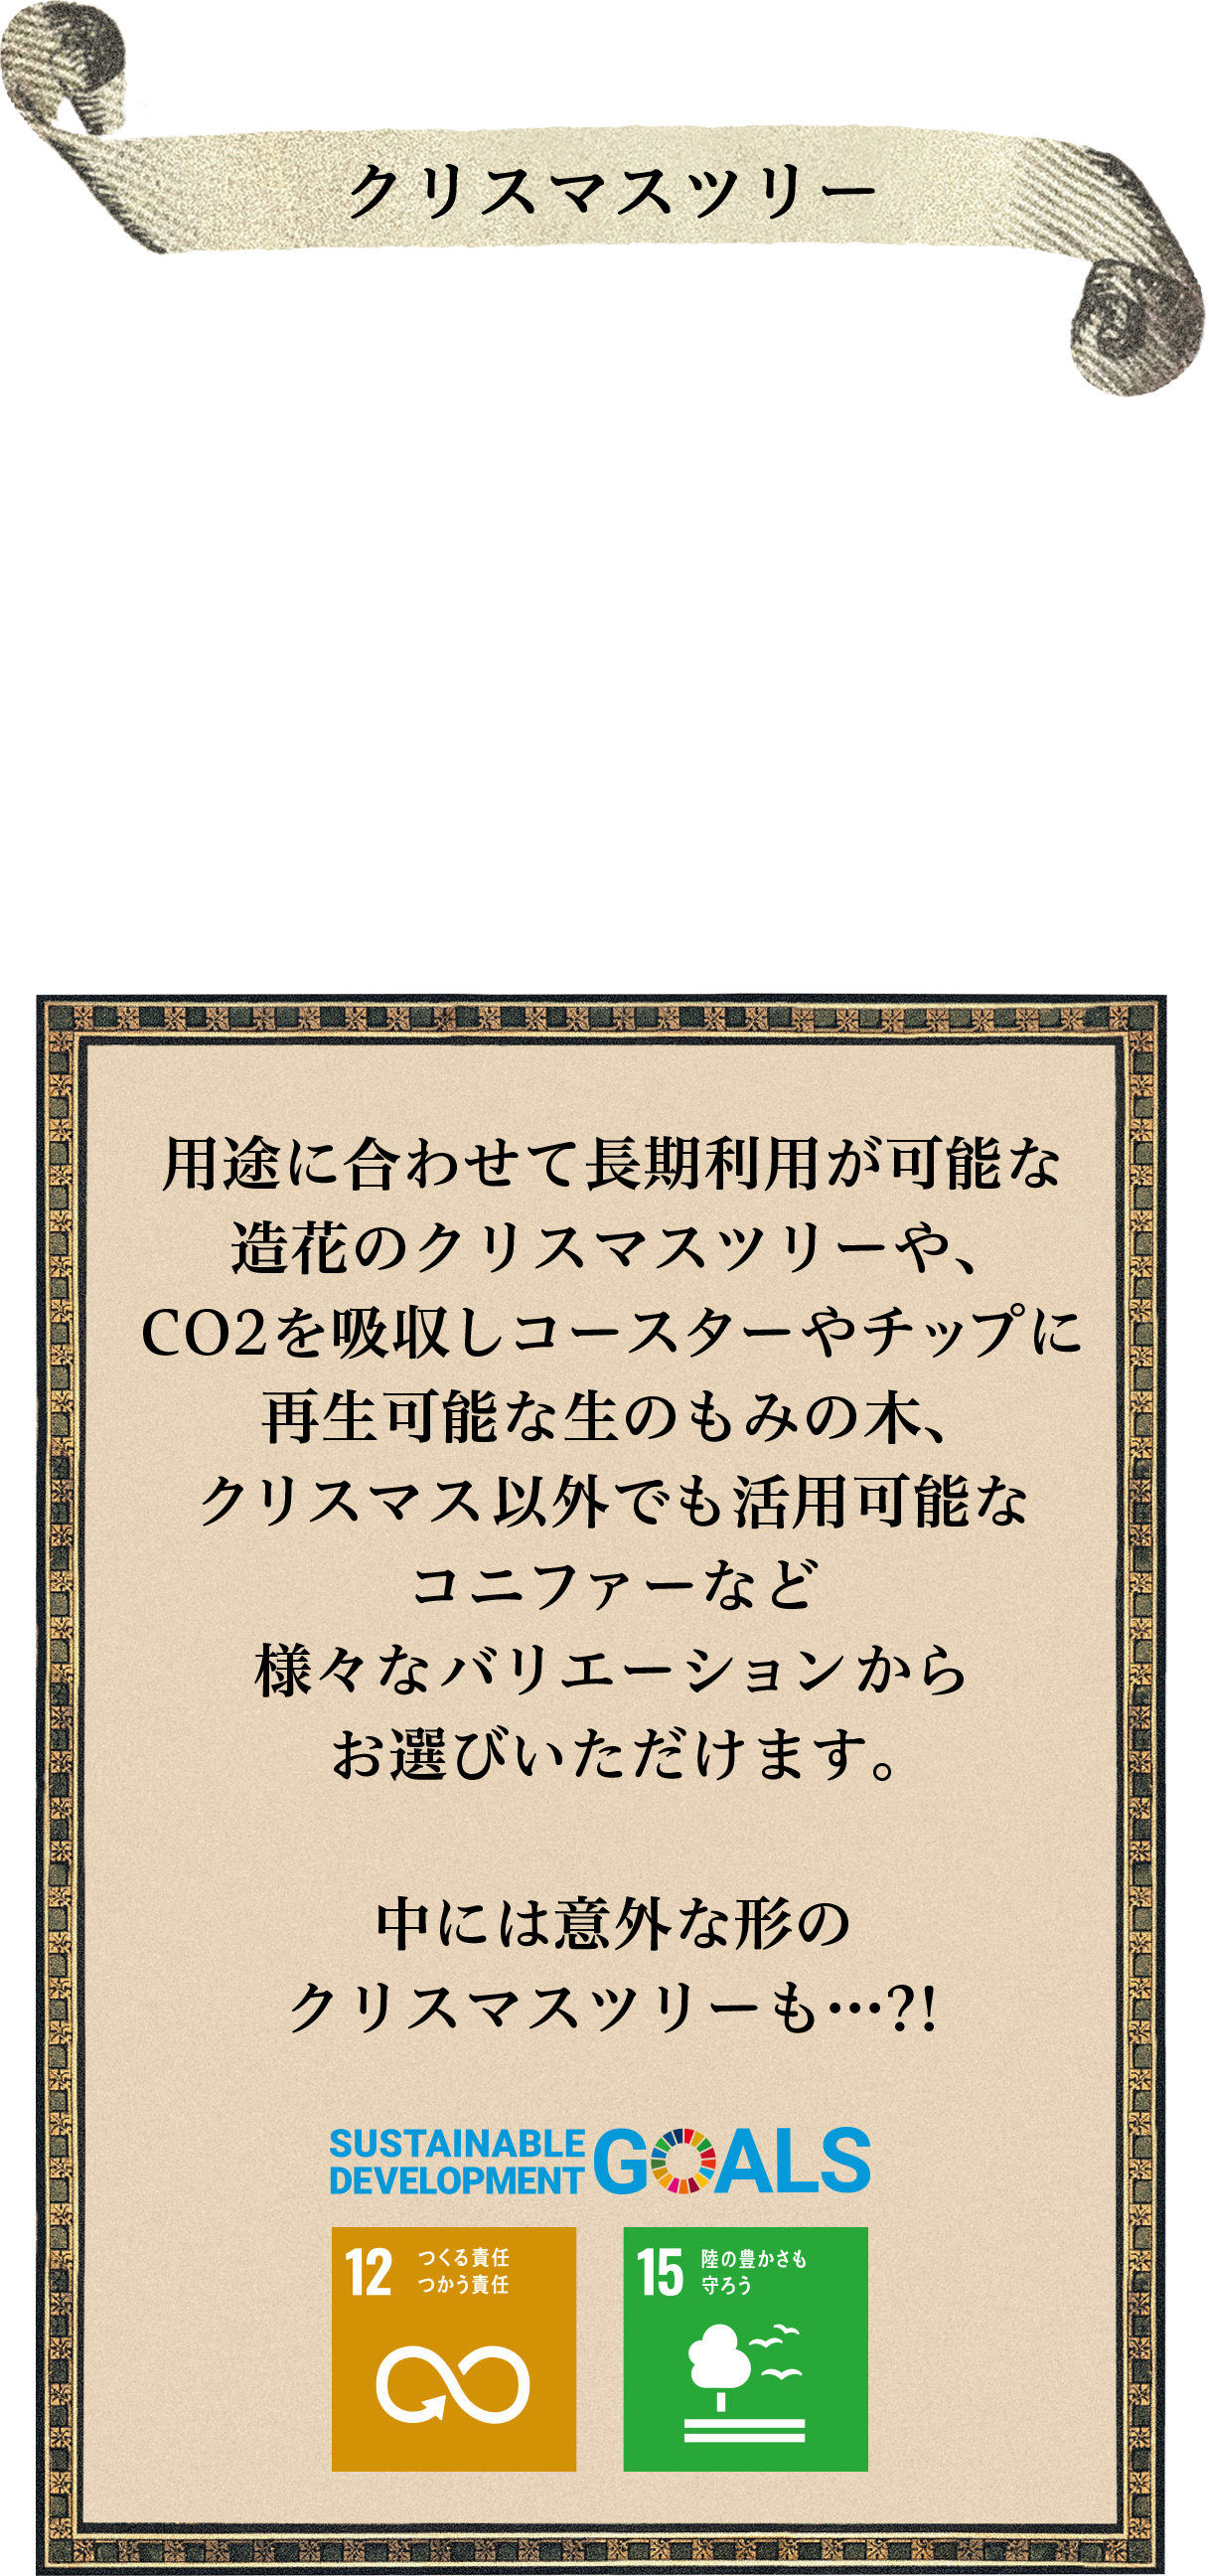 クリスマスツリー
用途に合わせて長期利用が可能な
造花のクリスマスツリーや、
CO2を吸収しコースターやチップに
再生可能な生のもみの木、
クリスマス以外でも活用可能な
コニファーなど
様々なバリエーションから
お選びいただけます。
中には意外な形の
クリスマスツリーも…?!
SUSTAINABLE
DEVELOPMENT
GOALS
12
つくる責任
つかう責任
15
陸の豊かさも
守ろう